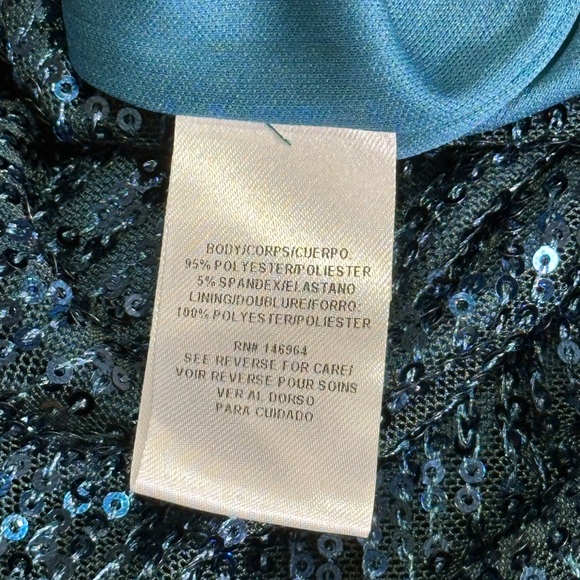 BODY/CORPS/CUERPO:
95% POLYESTER/POLIESTER
5% SPANDEX/ELASTANO
LINING/DOUBLURE/FORRO:
100% POLYESTER/POLIESTER
RN# 146964
SEE REVERSE FOR CARE/
VOIR REVERSE POUR SOINS
VER AL DORSO
PARA CUIDADO